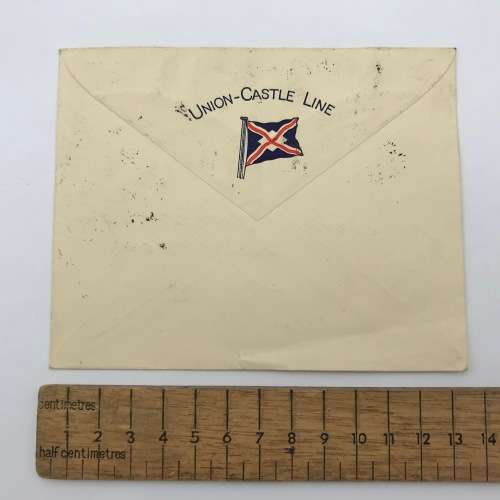 UNION-CASTLE LINE
centimetres
1 2 3 4 5 6 7 8 9 10 11 12 13 14
half centimetres